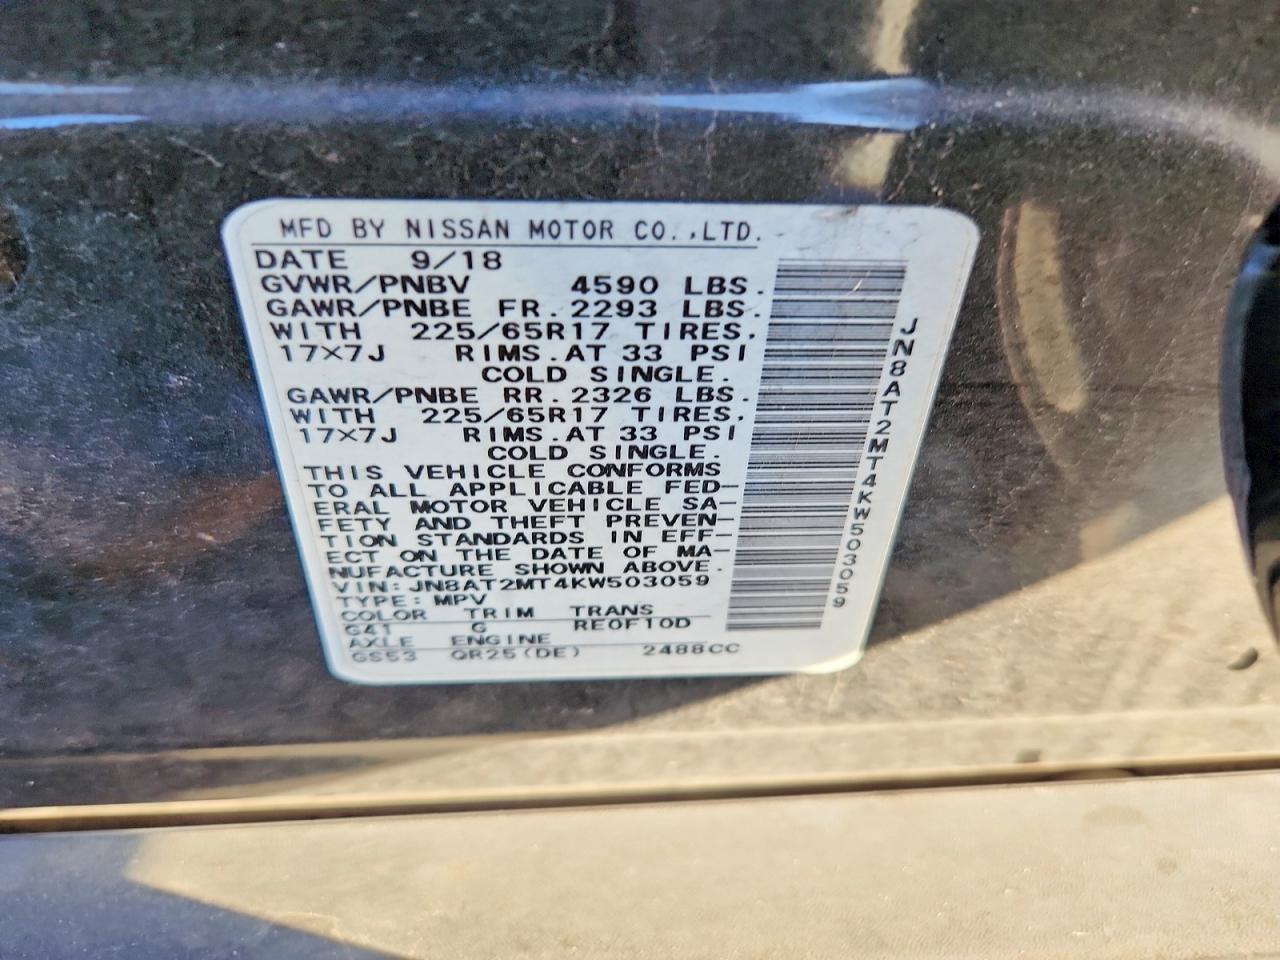 MFD BY NISSAN MOTOR CO.,LTD.
DATE 9/18
GVWR/PNBV 4590 LBS.
GAWR/PNBE FR. 2293 LBS.
WITH 225/65R17 TIRES.
17×7J RIMS.AT 33 PSI
COLD SINGLE.
GAWR/PNBE RR. 2326 LBS.
WITH 225/65R17 TIRES.
17×7J RIMS.AT 33 PSI
COLD SINGLE.
THIS VEHICLE CONFORMS
TO ALL APPLICABLE FED-
ERAL MOTOR VEHICLE SA-
FETY AND THEFT PREVEN-
TION STANDARDS IN EFF-
ECT ON THE DATE OF MA-
NUFACTURE SHOWN ABOVE.
VIN: JN8AT2MT4KW503059
TYPE: MPV
COLOR TRIM TRANS
G41 G RE0F10D
AXLE ENGINE
GS53 QR25(DE) 2488CC
JN8AT2MT4KW503059